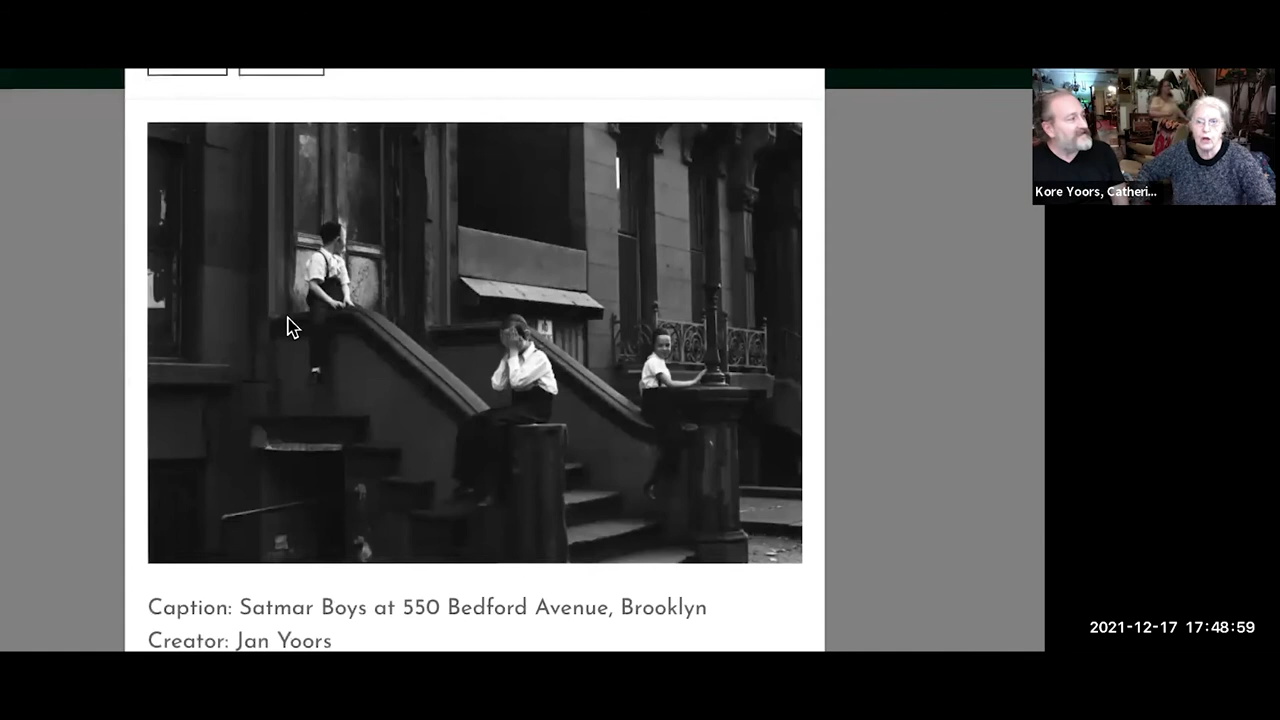 Kore Yoors, Catheri...
Caption: Satmar Boys at 550 Bedford Avenue, Brooklyn
Creator: Jan Yoors
2021-12-17 17:48:59